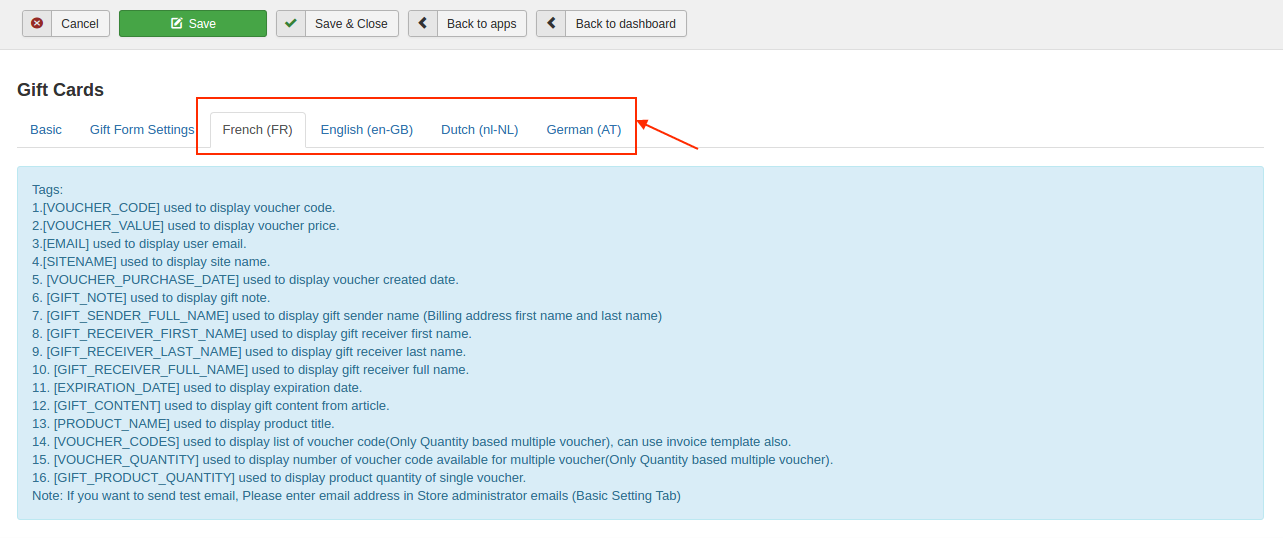 Cancel Save Save & Close Back to apps Back to dashboard
Gift Cards
Basic Gift Form Settings French (FR) English (en-GB) Dutch (nl-NL) German (AT)
Tags:
1.[VOUCHER_CODE] used to display voucher code.
2.[VOUCHER_VALUE] used to display voucher price.
3.[EMAIL] used to display user email.
4.[SITENAME] used to display site name.
5. [VOUCHER_PURCHASE_DATE] used to display voucher created date.
6. [GIFT_NOTE] used to display gift note.
7. [GIFT_SENDER_FULL_NAME] used to display gift sender name (Billing address first name and last name)
8. [GIFT_RECEIVER_FIRST_NAME] used to display gift receiver first name.
9. [GIFT_RECEIVER_LAST_NAME] used to display gift receiver last name.
10. [GIFT_RECEIVER_FULL_NAME] used to display gift receiver full name.
11. [EXPIRATION_DATE] used to display expiration date.
12. [GIFT_CONTENT] used to display gift content from article.
13. [PRODUCT_NAME] used to display product title.
14. [VOUCHER_CODES] used to display list of voucher code(Only Quantity based multiple voucher), can use invoice template also.
15. [VOUCHER_QUANTITY] used to display number of voucher code available for multiple voucher(Only Quantity based multiple voucher).
16. [GIFT_PRODUCT_QUANTITY] used to display product quantity of single voucher.
Note: If you want to send test email, Please enter email address in Store administrator emails (Basic Setting Tab)